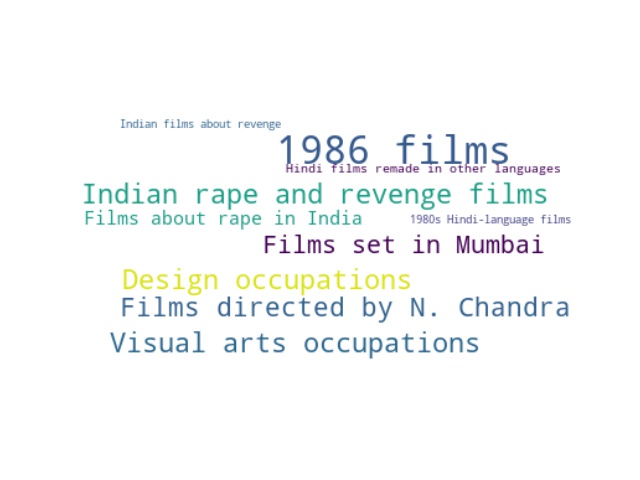 Indian films about revenge
1986 films
Hindi films remade in other languages
Indian rape and revenge films
Films about rape in India
1980s Hindi-language films
Films set in Mumbai
Design occupations
Films directed by N. Chandra
Visual arts occupations